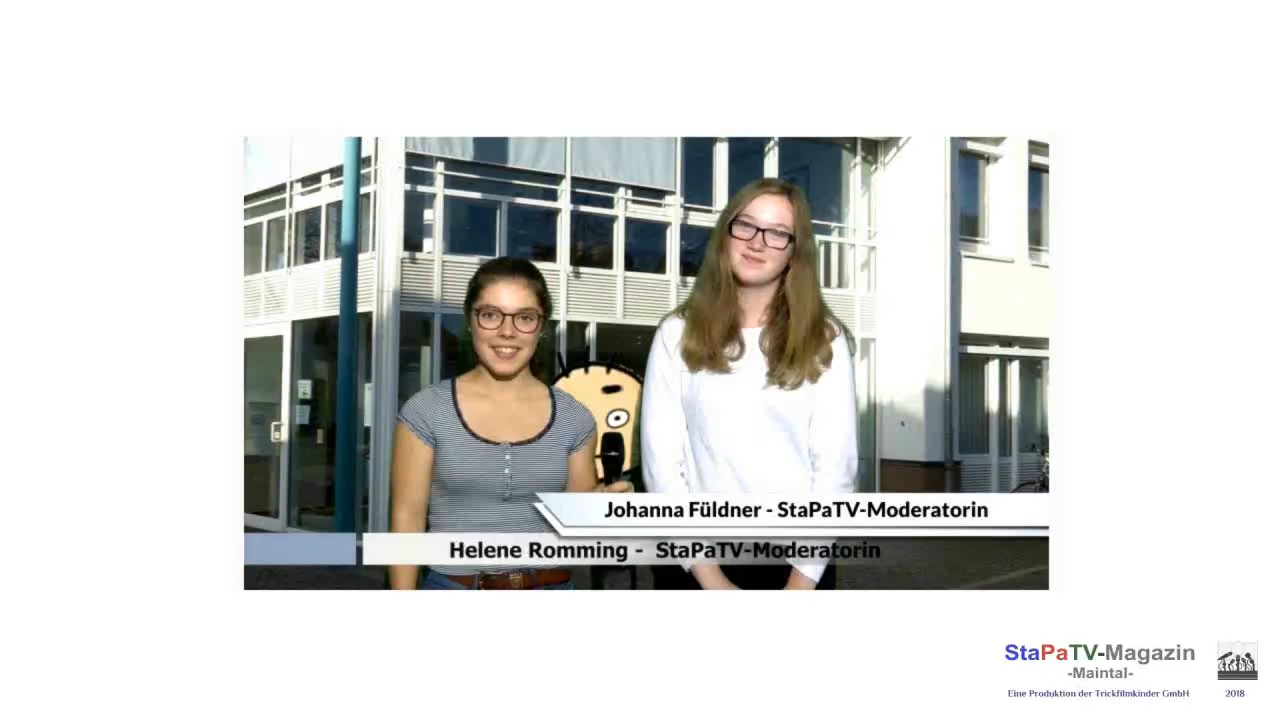 Johanna Füldner - StaPaTV-Moderatorin
Helene Romming - StaPaTV-Moderatorin
StaPaTV-Magazin
-Maintal-
Eine Produktion der Trickfilmkinder GmbH
2018